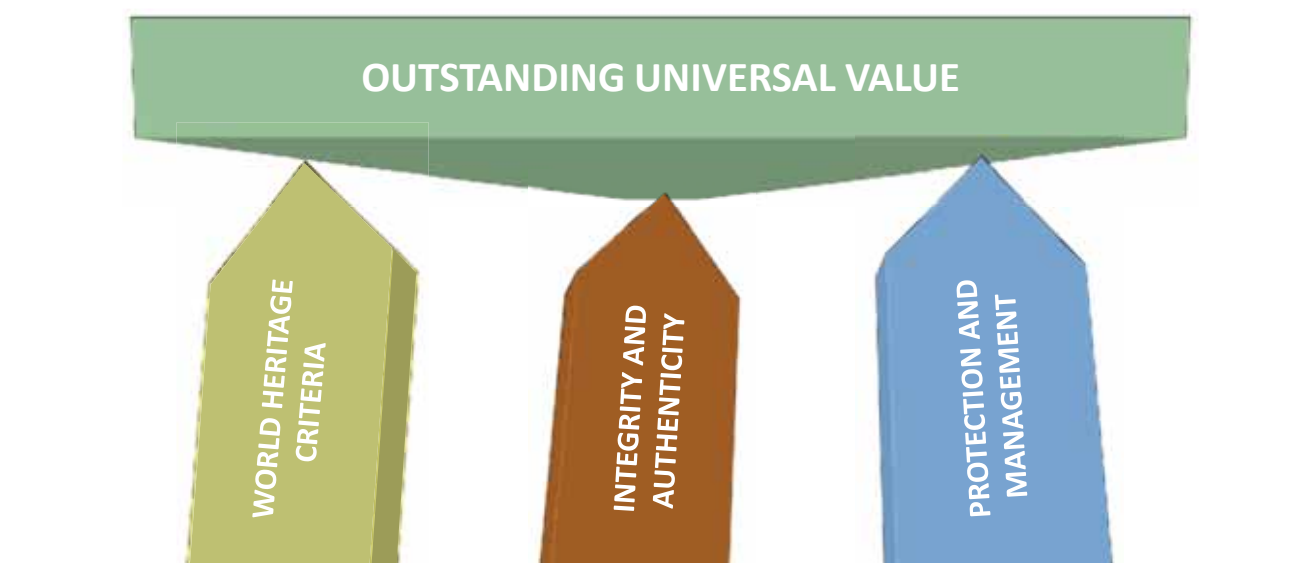 OUTSTANDING UNIVERSAL VALUE
WORLD HERITAGE
CRITERIA
INTEGRITY AND
AUTHENTICITY
PROTECTION AND
MANAGEMENT